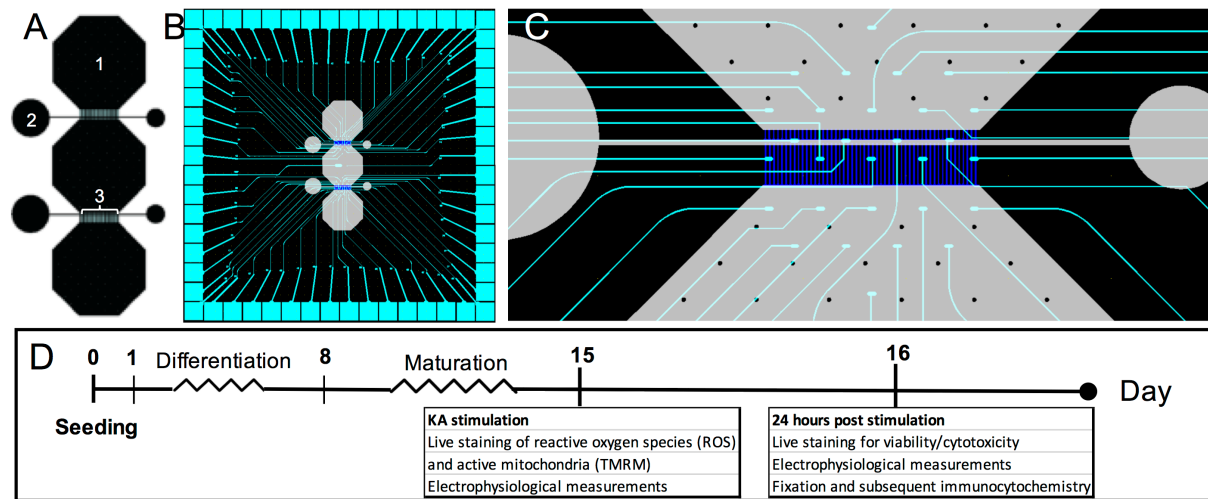 A
B
C
1
2
3
D
0 1 Differentiation 8 Maturation 15 16
Day
Seeding
KA stimulation
Live staining of reactive oxygen species (ROS)
and active mitochondria (TMRM)
Electrophysiological measurements
24 hours post stimulation
Live staining for viability/cytotoxicity
Electrophysiological measurements
Fixation and subsequent immunocytochemistry